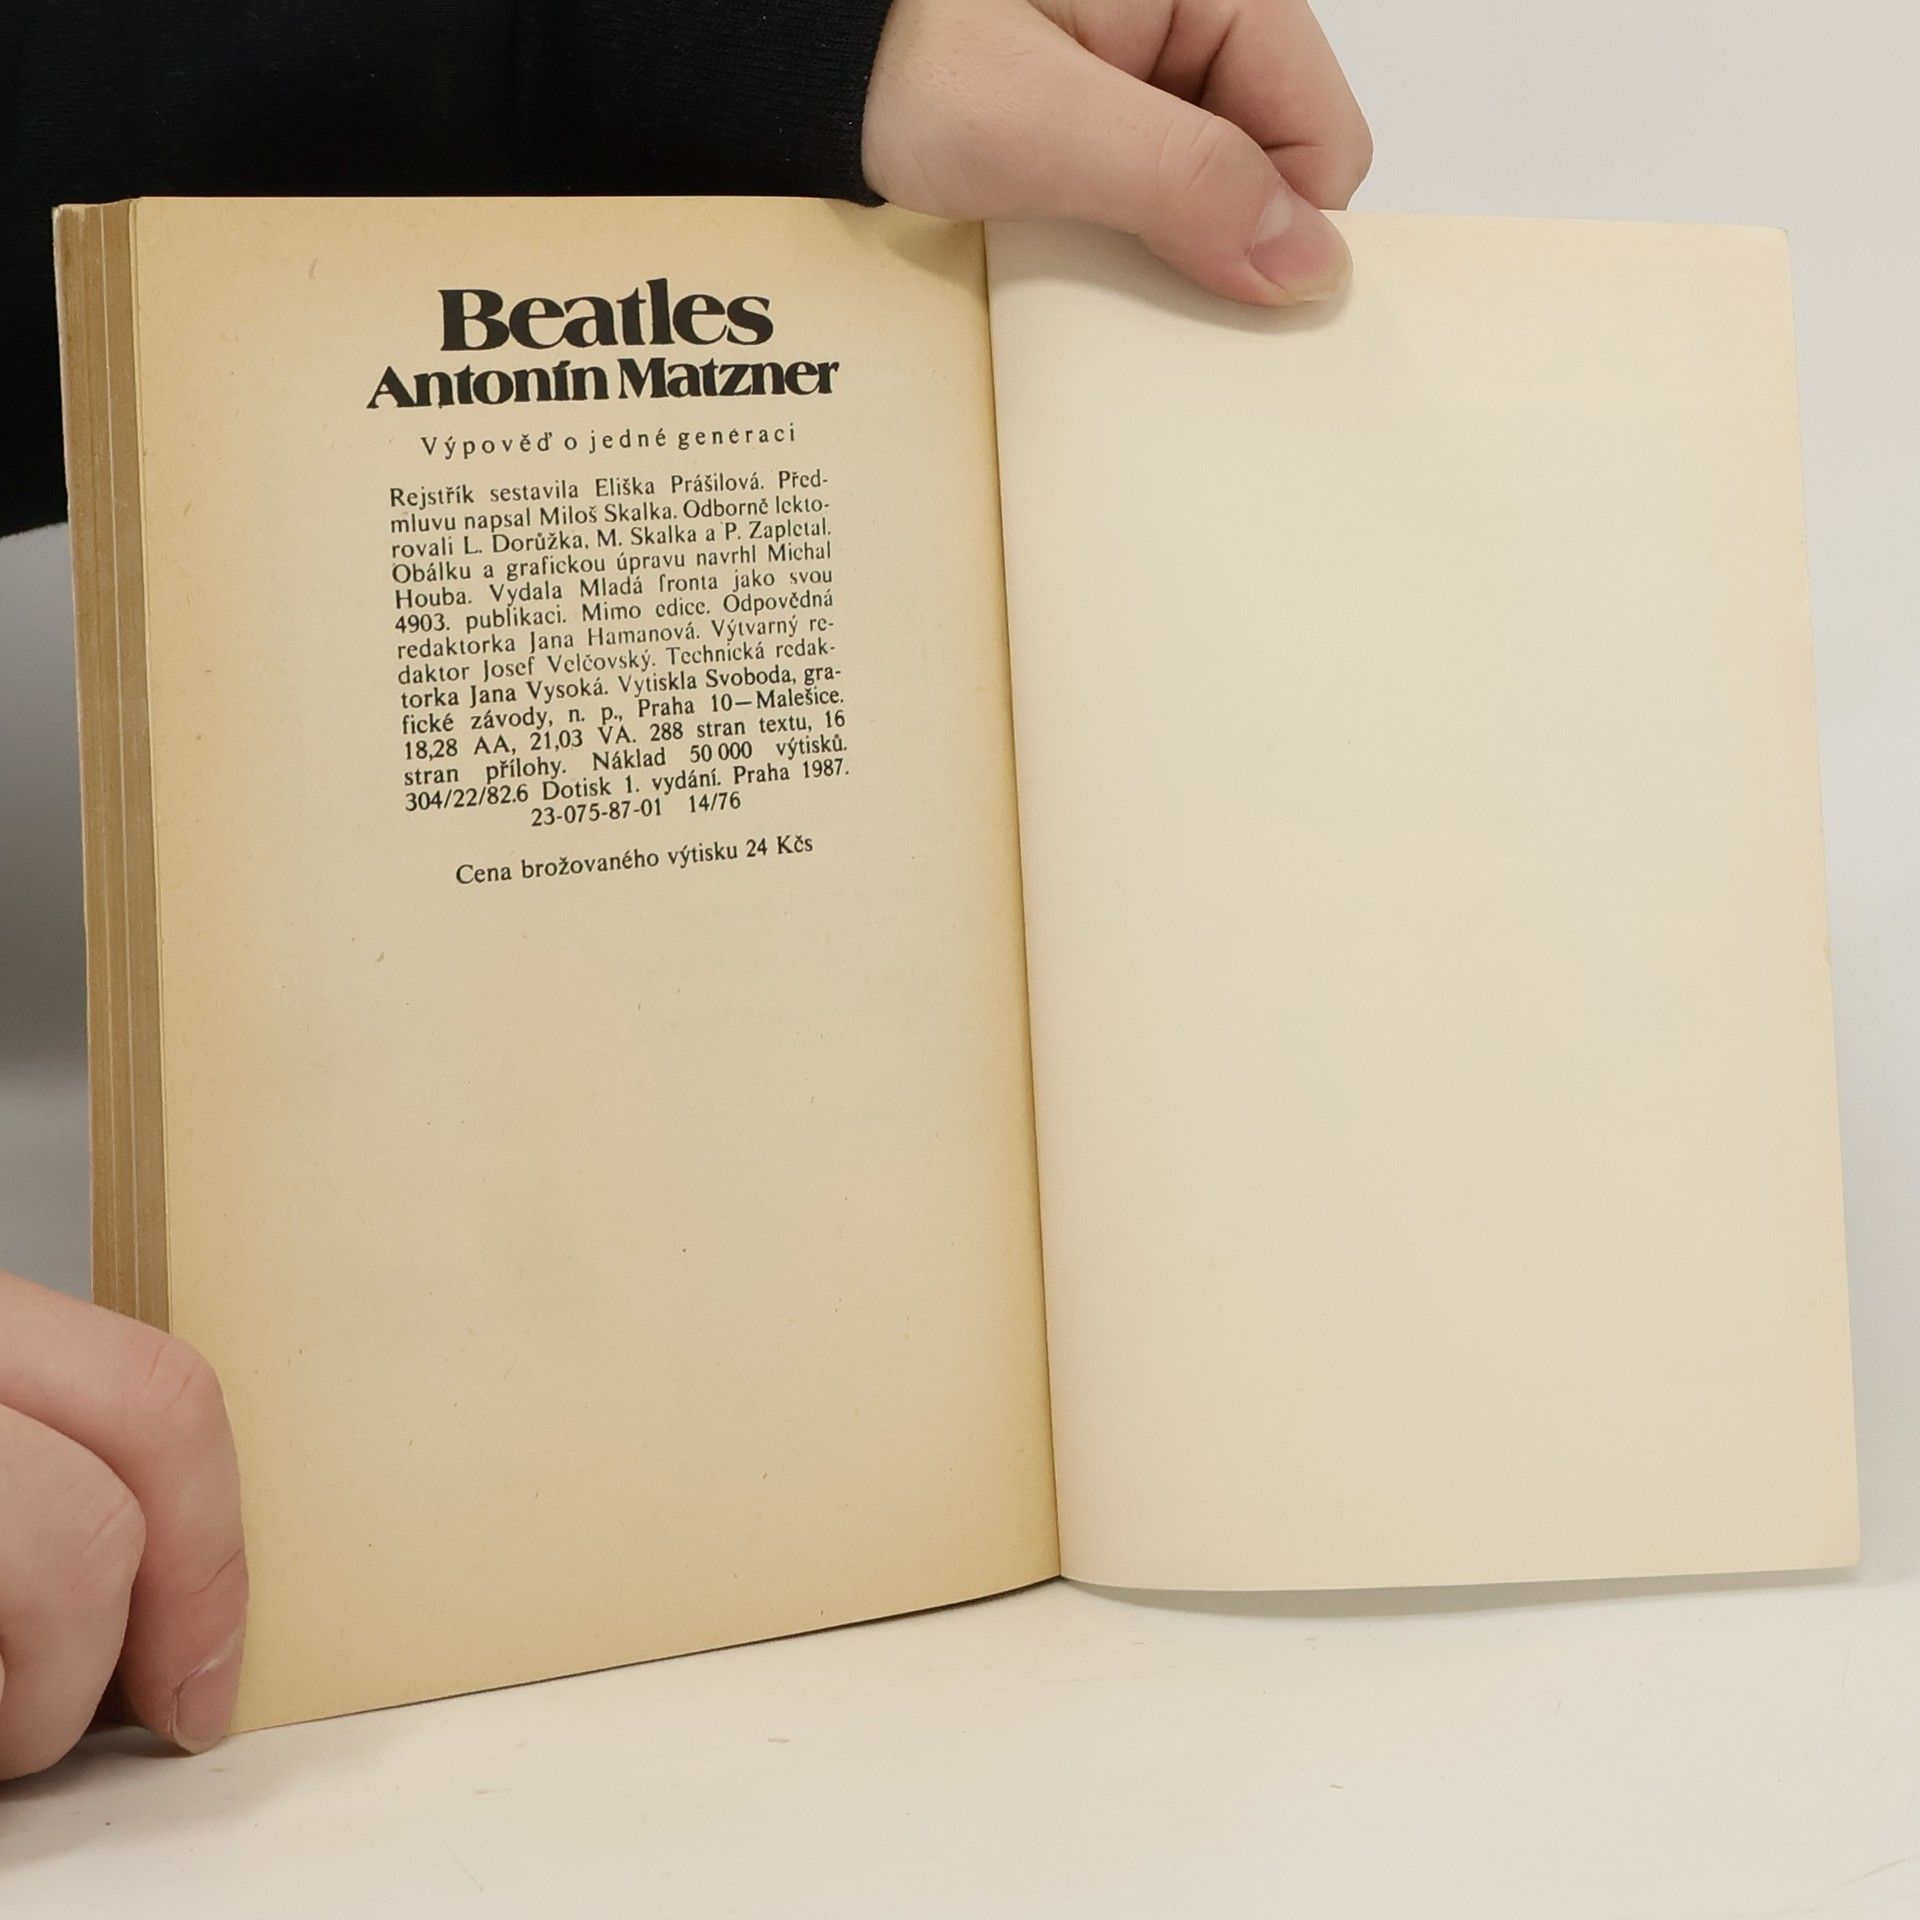 Beatles
Antonín Matzner
Výpověď o jedné generaci
Rejstřík sestavila Eliška Prášilová. Před-
mluvu napsal Miloš Skalka. Odborně lekto-
rovali L. Dorůžka, M. Skalka a P. Zapletal.
Obálku a grafickou úpravu navrhl Michal
Houba. Vydala Mladá fronta jako svou
4903. publikaci. Mimo edice. Odpovědná
redaktorka Jana Hamanová. Výtvarný re-
daktor Josef Velčovský. Technická redak-
torka Jana Vysoká. Vytiskla Svoboda, gra-
fické závody, n. p., Praha 10—Malešice.
18,28 AA, 21,03 VA. 288 stran textu, 16
stran přílohy. Náklad 50 000 výtisků.
304/22/82.6 Dotisk 1. vydání. Praha 1987.
23-075-87-01 14/76
Cena brožovaného výtisku 24 Kčs